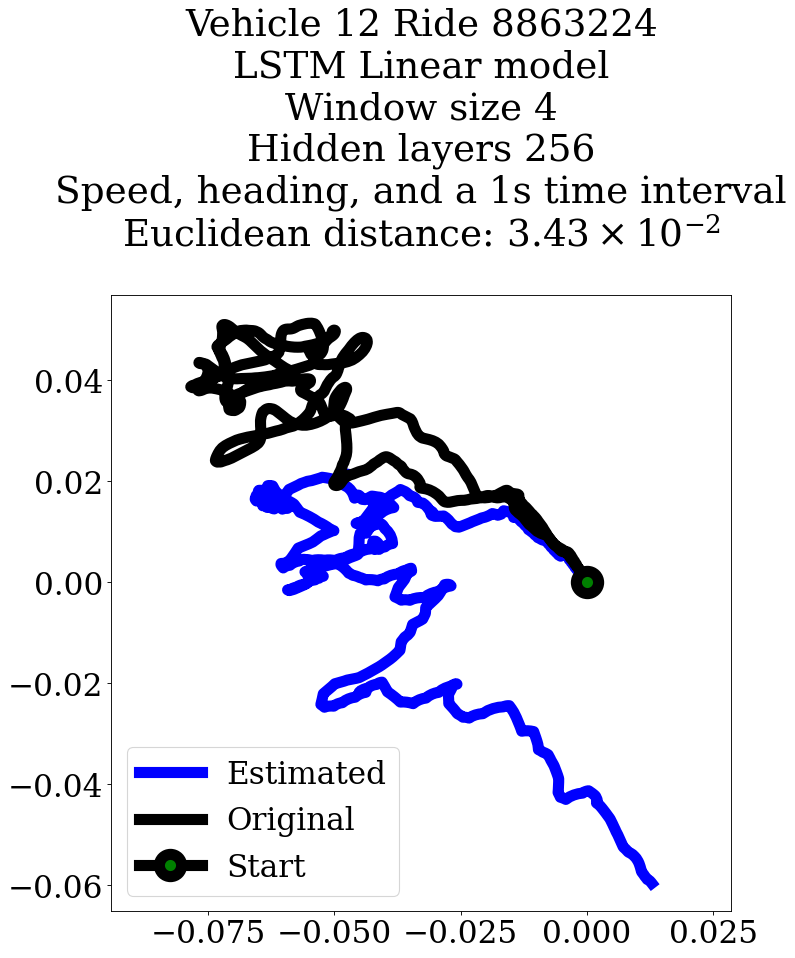 Vehicle 12 Ride 8863224
LSTM Linear model
Window size 4
Hidden layers 256
Speed, heading, and a 1s time interval
Euclidean distance: 3.43 × 10⁻²
0.04
0.02
0.00
−0.02
−0.04
−0.06
Estimated
Original
Start
−0.075 −0.050 −0.025 0.000 0.025